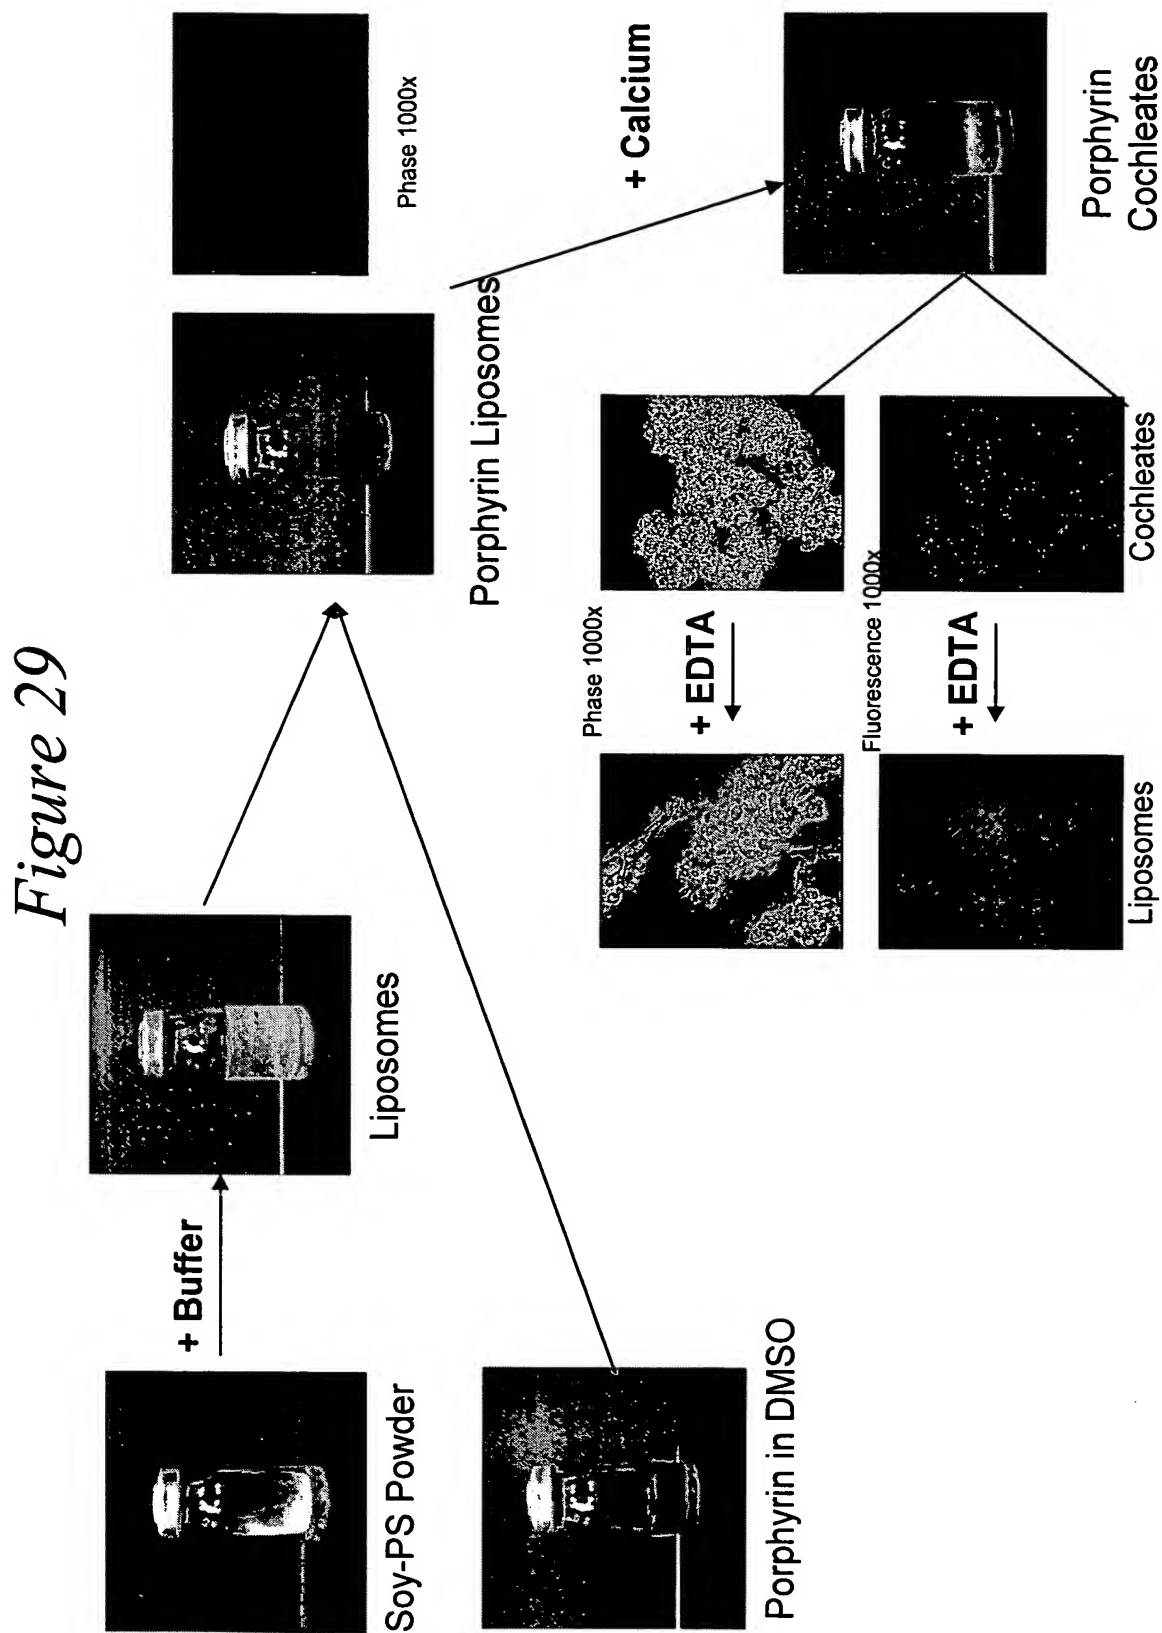 Figure 29
Soy-PS Powder
+ Buffer
Liposomes
Porphyrin in DMSO
Porphyrin Liposomes
Phase 1000x
+ Calcium
Porphyrin
Cochleates
Phase 1000x
+ EDTA
Fluorescence 1000x
+ EDTA
Liposomes
Cochleates